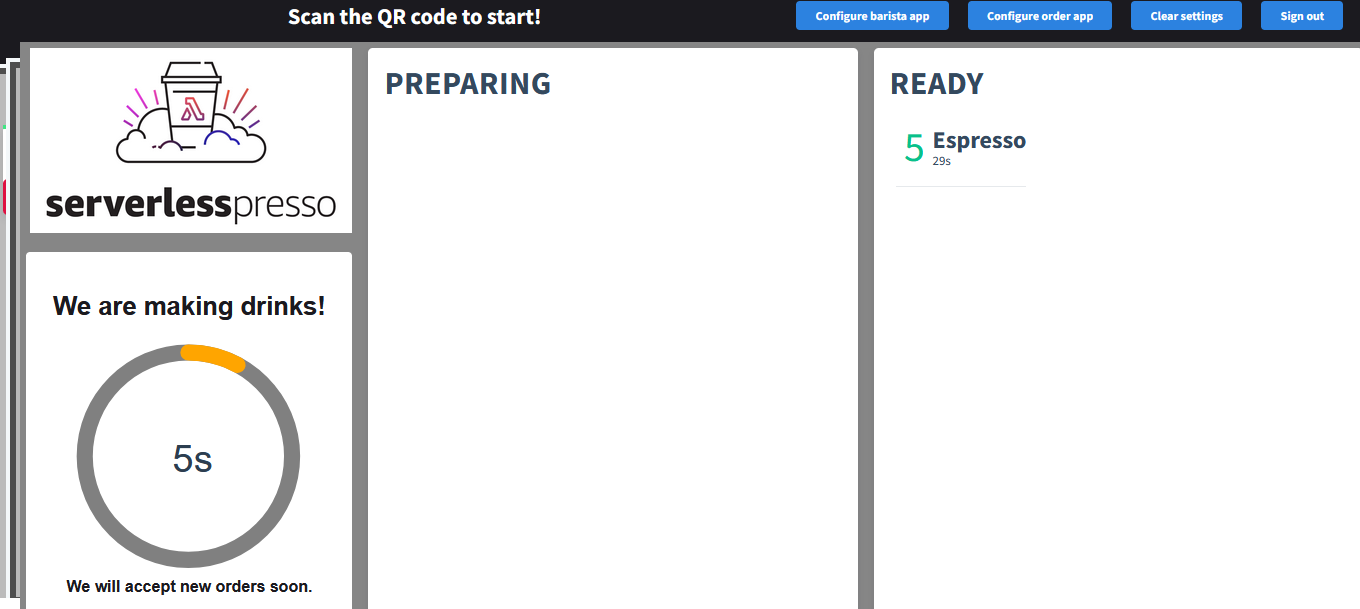 Scan the QR code to start!
Configure barista app
Configure order app
Clear settings
Sign out
serverlesspresso
We are making drinks!
5s
We will accept new orders soon.
PREPARING
READY
5 Espresso
29s